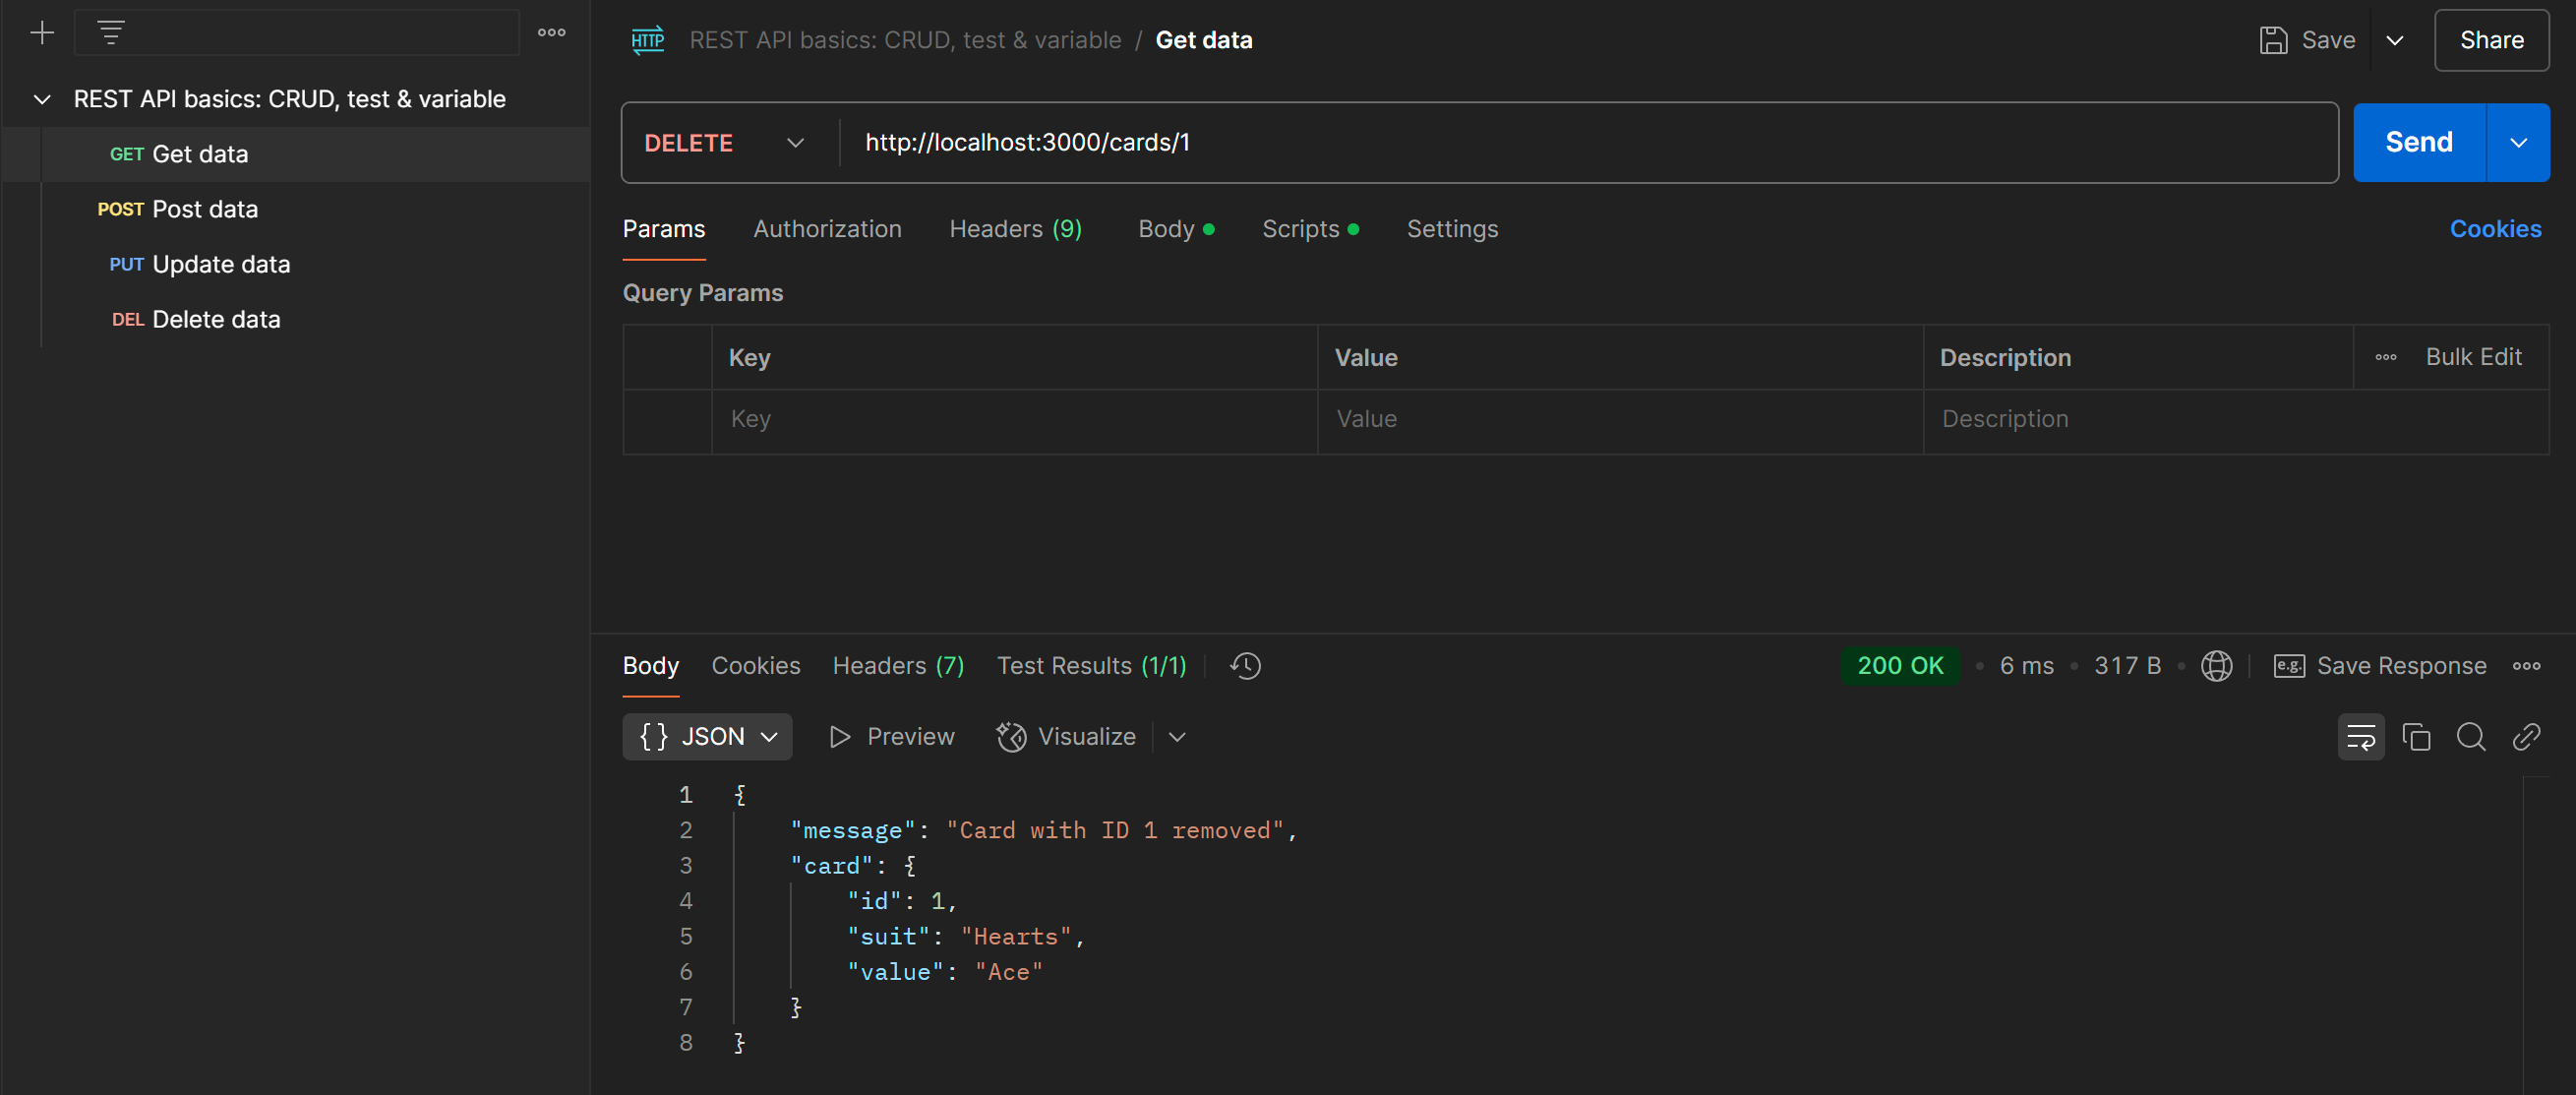 REST API basics: CRUD, test & variable
GET Get data
POST Post data
PUT Update data
DEL Delete data
HTTP REST API basics: CRUD, test & variable / Get data
Save
Share
DELETE http://localhost:3000/cards/1
Send
Params Authorization Headers (9) Body Scripts Settings
Cookies
Query Params
Key Value Description Bulk Edit
Key Value Description
Body Cookies Headers (7) Test Results (1/1)
200 OK • 6 ms • 317 B • e.g. Save Response
{} JSON Preview Visualize
1 {
2 "message": "Card with ID 1 removed",
3 "card": {
4 "id": 1,
5 "suit": "Hearts",
6 "value": "Ace"
7 }
8 }